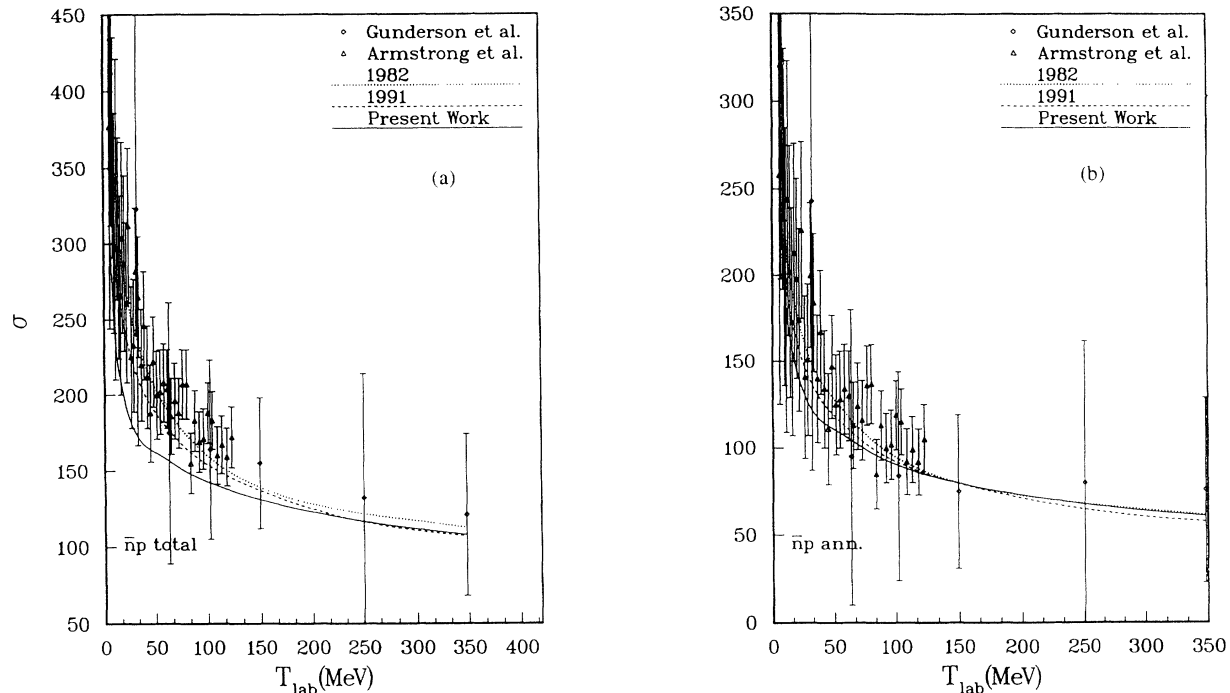 450
400
350
300
250
200
150
100
50
σ
Gunderson et al.
Armstrong et al.
1982
1991
Present Work
(a)
n̄p total
0 50 100 150 200 250 300 350 400
T_lab(MeV)
350
300
250
200
150
100
50
0
Gunderson et al.
Armstrong et al.
1982
1991
Present Work
(b)
n̄p ann.
0 50 100 150 200 250 300 350
T_lab(MeV)